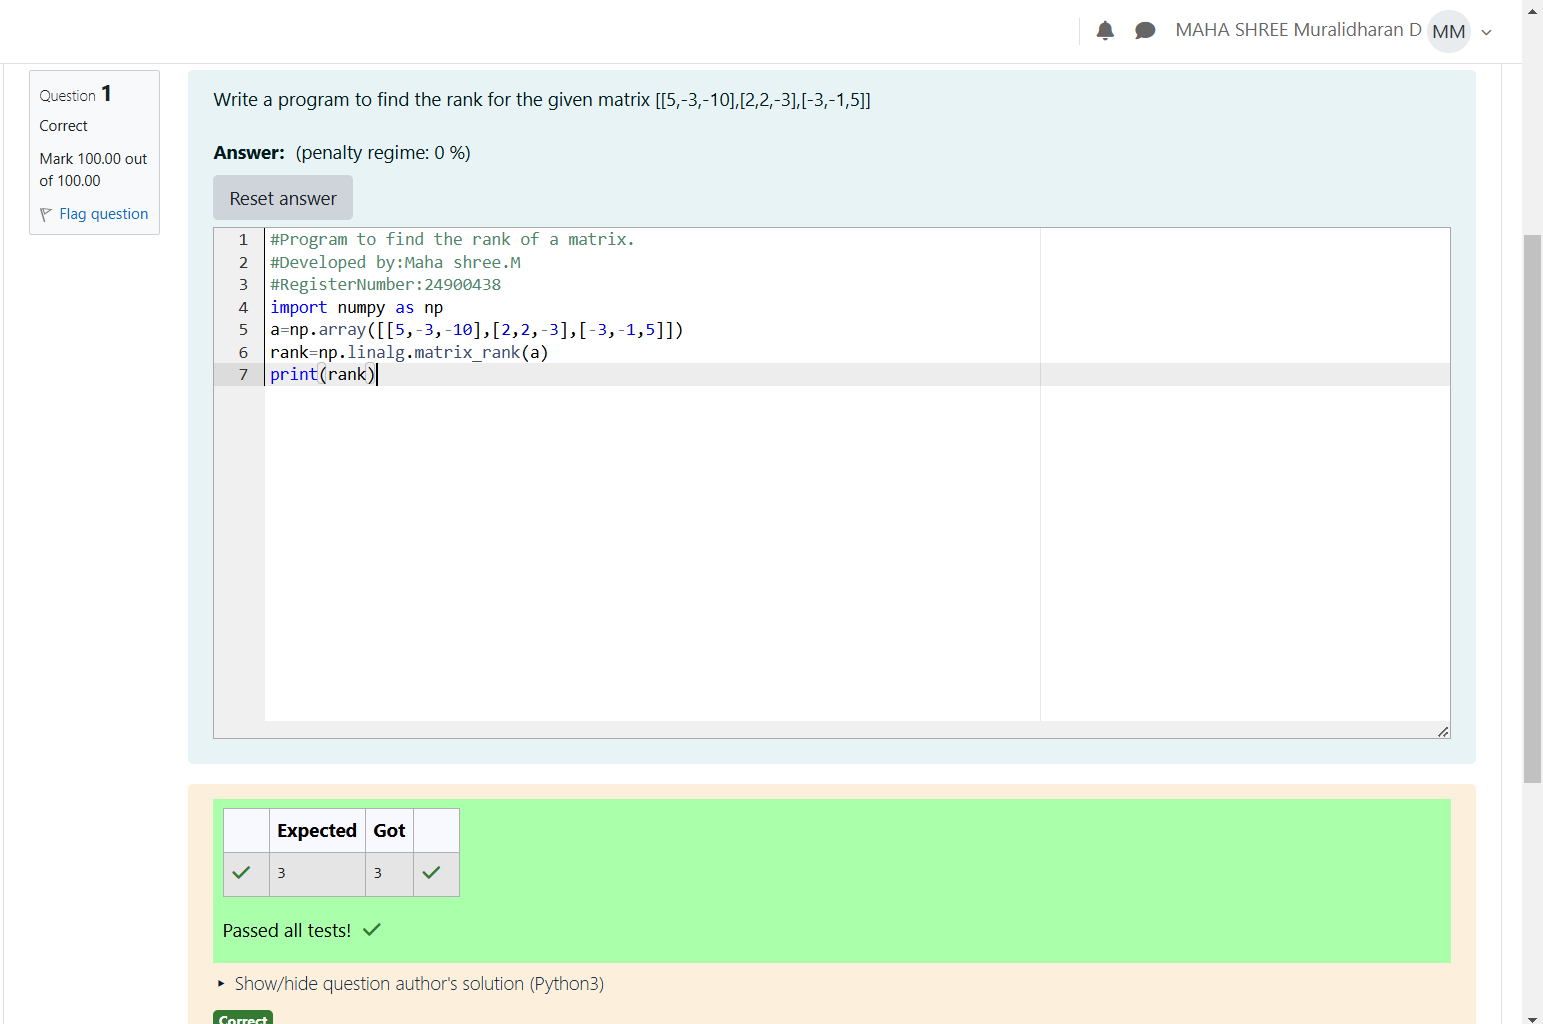 MAHA SHREE Muralidharan D MM
Question 1
Correct
Mark 100.00 out
of 100.00
Flag question
Write a program to find the rank for the given matrix [[5,-3,-10],[2,2,-3],[-3,-1,5]]
Answer: (penalty regime: 0 %)
Reset answer
1 #Program to find the rank of a matrix.
2 #Developed by:Maha shree.M
3 #RegisterNumber:24900438
4 import numpy as np
5 a=np.array([[5,-3,-10],[2,2,-3],[-3,-1,5]])
6 rank=np.linalg.matrix_rank(a)
7 print(rank)
Expected Got
3 3
Passed all tests!
Show/hide question author's solution (Python3)
Correct